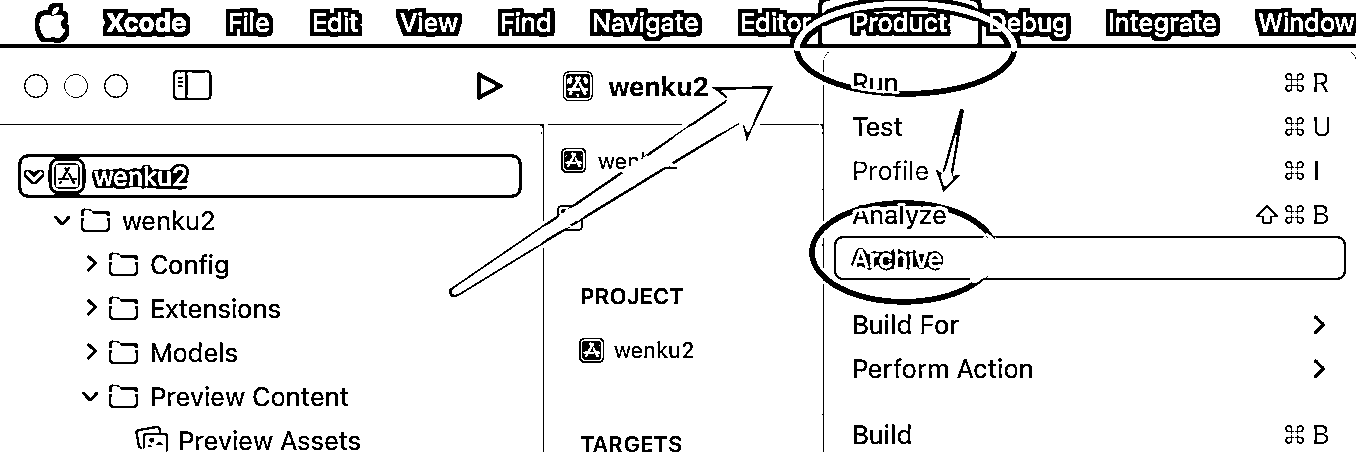 Xcode File Edit View Find Navigate Editor Product Debug Integrate Window
wenku2
wenku2
wenku2
Config
Extensions
Models
Preview Content
Preview Assets
PROJECT
wenku2
TARGETS
Run ⌘ R
Test ⌘ U
Profile ⌘ I
Analyze ⇧ ⌘ B
Archive
Build For
Perform Action
Build ⌘ B